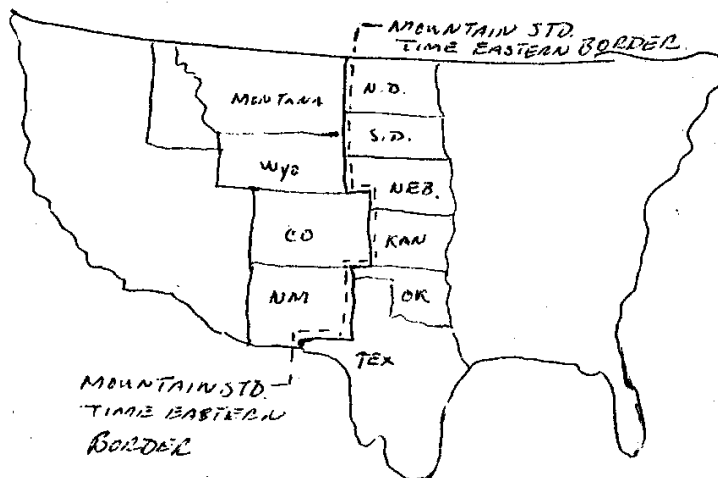 MOUNTAIN STD.
TIME EASTERN BORDER.
N.D.
MONTANA
S.D.
WYO
NEB.
CO
KAN
NM
OK
TEX
MOUNTAIN STD.
TIME EASTERN
BORDER